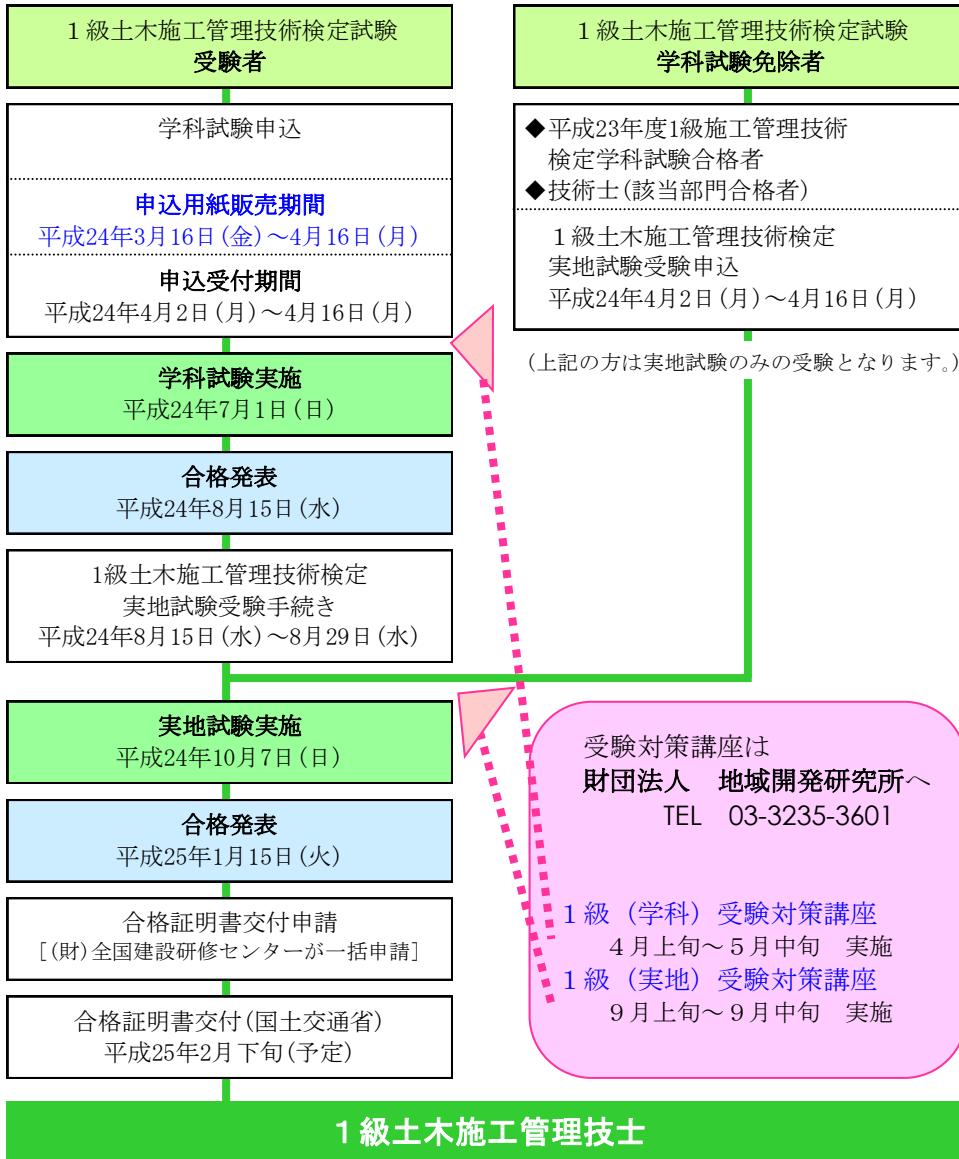 １級土木施工管理技術検定試験
受験者
学科試験申込
申込用紙販売期間
平成24年3月16日(金)～4月16日(月)
申込受付期間
平成24年4月2日(月)～4月16日(月)
学科試験実施
平成24年7月1日(日)
合格発表
平成24年8月15日(水)
1級土木施工管理技術検定
実地試験受験手続き
平成24年8月15日(水)～8月29日(水)
実地試験実施
平成24年10月7日(日)
合格発表
平成25年1月15日(火)
合格証明書交付申請
[(財)全国建設研修センターが一括申請]
合格証明書交付(国土交通省)
平成25年2月下旬(予定)
１級土木施工管理技術検定試験
学科試験免除者
◆平成23年度1級施工管理技術
検定学科試験合格者
◆技術士(該当部門合格者)
１級土木施工管理技術検定
実地試験受験申込
平成24年4月2日(月)～4月16日(月)
(上記の方は実地試験のみの受験となります。)
受験対策講座は
財団法人　地域開発研究所へ
TEL　03-3235-3601
１級（学科）受験対策講座
４月上旬～５月中旬　実施
１級（実地）受験対策講座
９月上旬～９月中旬　実施
１級土木施工管理技士